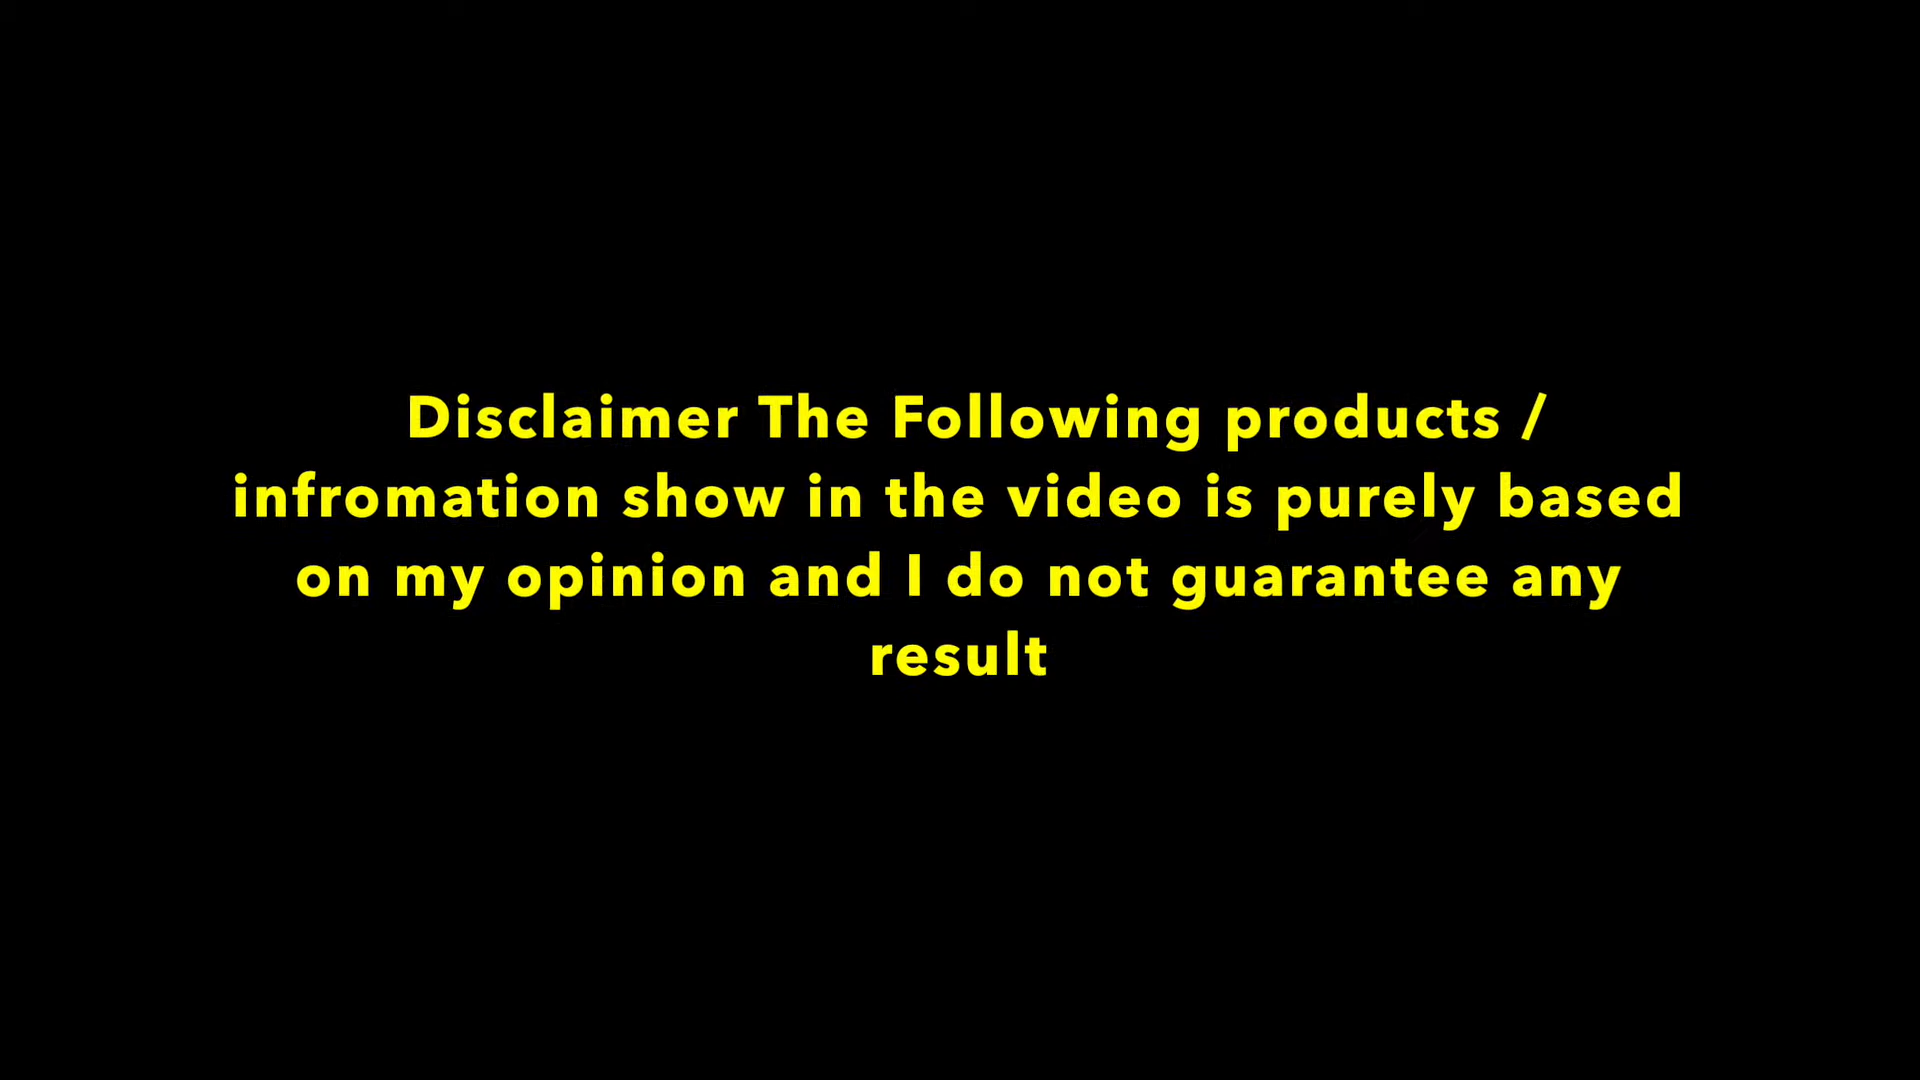 Disclaimer The Following products /
infromation show in the video is purely based
on my opinion and I do not guarantee any
result